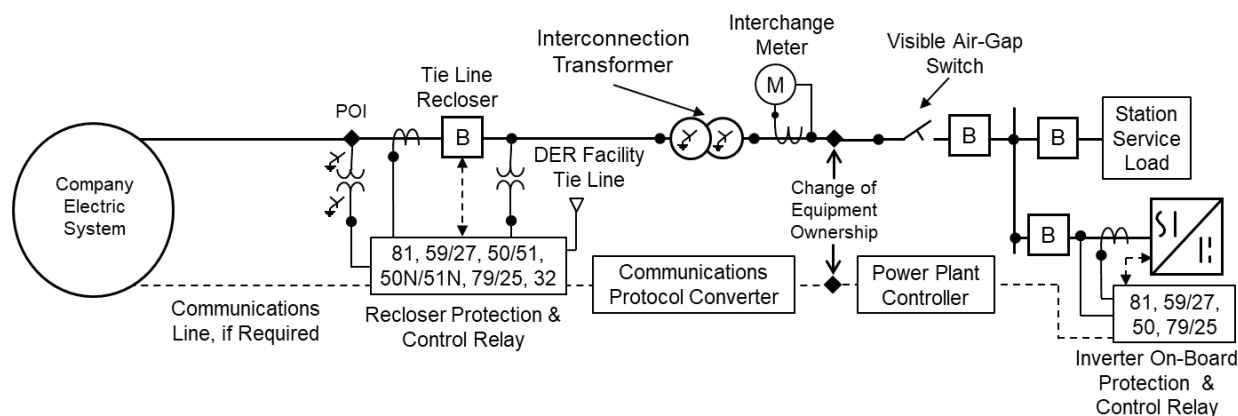 Interconnection
Transformer
Interchange
Meter
M
Visible Air-Gap
Switch
Tie Line
Recloser
POI
B
DER Facility
Tie Line
B
B
Station
Service
Load
Company
Electric
System
Change of
Equipment
Ownership
B
81, 59/27, 50/51,
50N/51N, 79/25, 32
Communications
Protocol Converter
Power Plant
Controller
81, 59/27,
50, 79/25
Communications
Line, if Required
Recloser Protection &
Control Relay
Inverter On-Board
Protection &
Control Relay